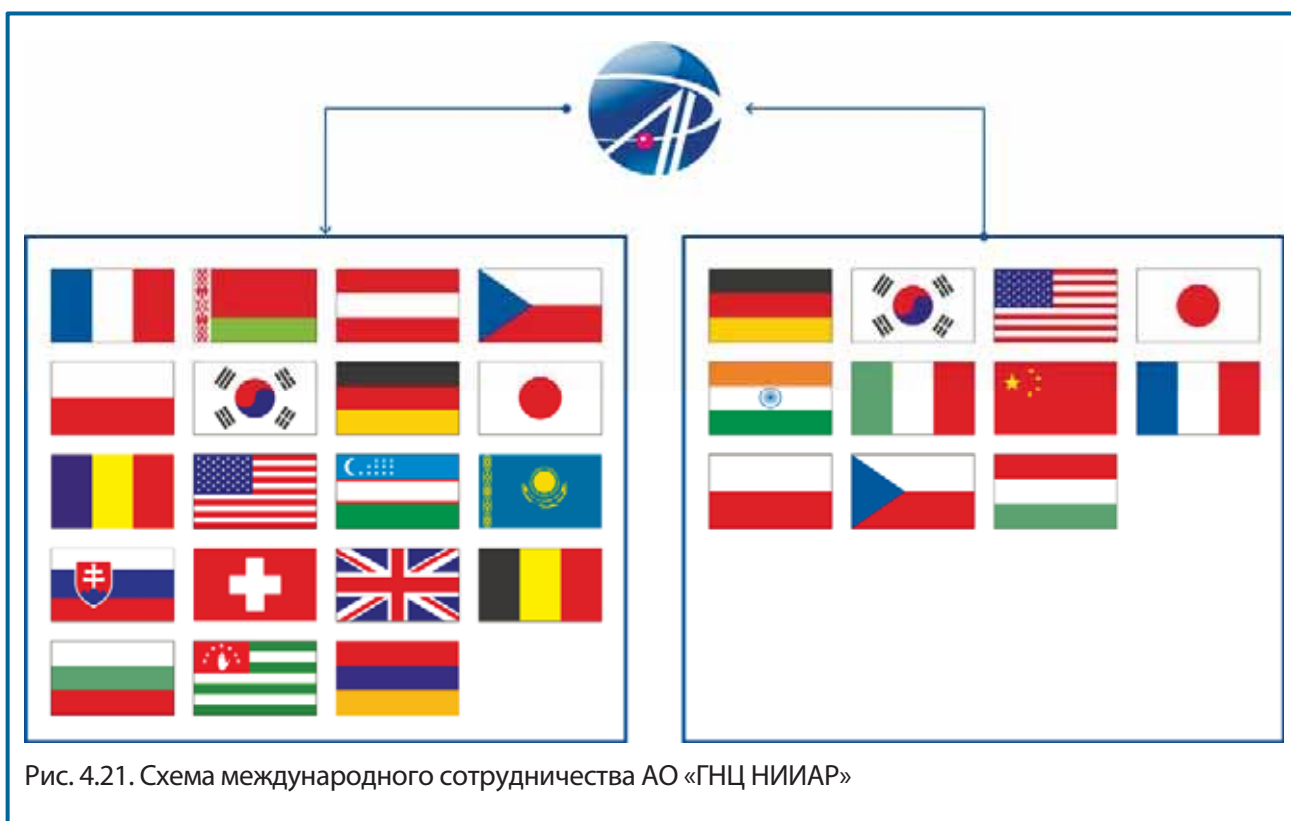 Рис. 4.21. Схема международного сотрудничества АО «ГНЦ НИИАР»